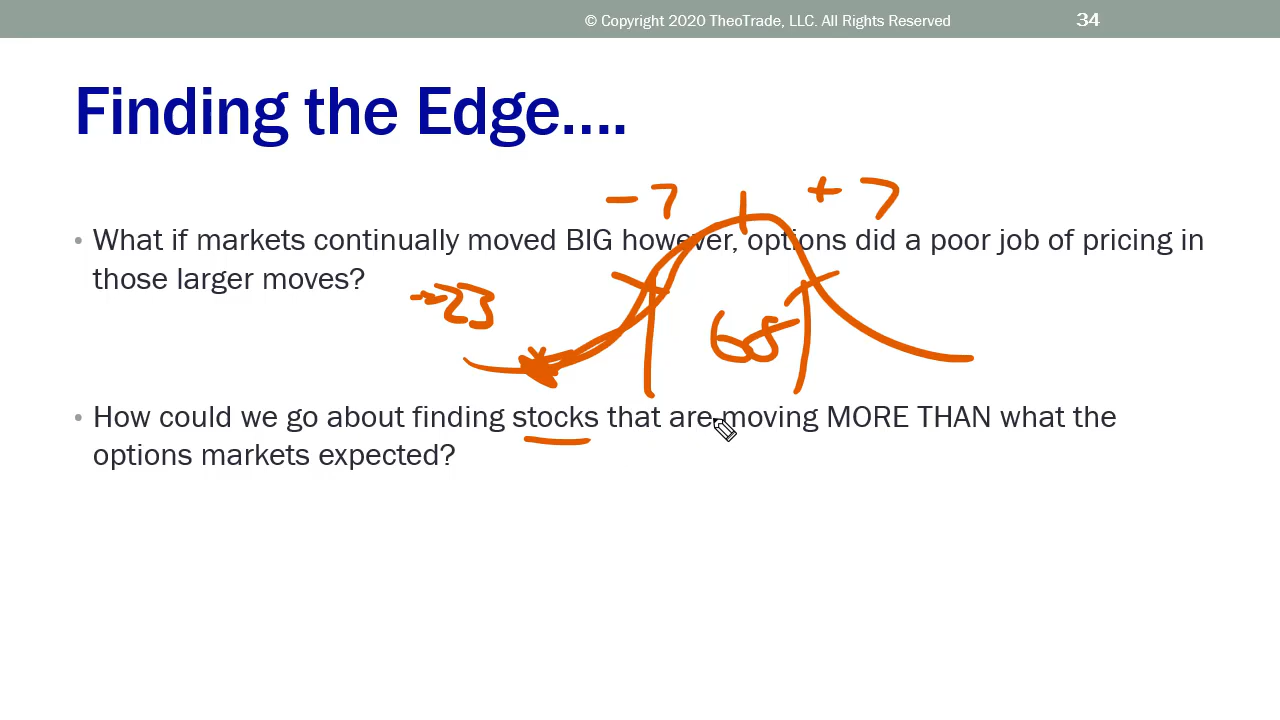 © Copyright 2020 TheoTrade, LLC. All Rights Reserved 34
Finding the Edge....
-7 +7
• What if markets continually moved BIG however, options did a poor job of pricing in
those larger moves?
-23
68
• How could we go about finding stocks that are moving MORE THAN what the
options markets expected?